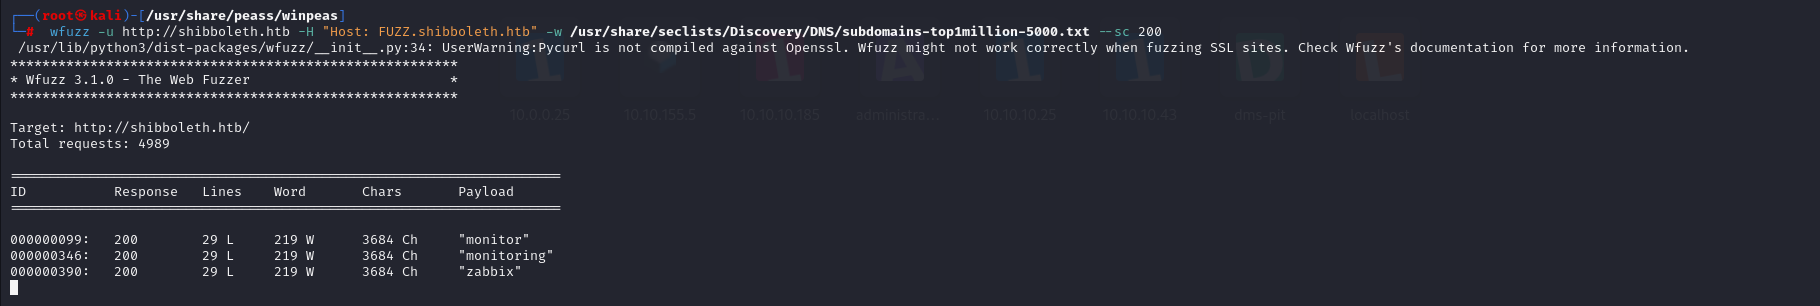 ┌──(root㉿kali)-[/usr/share/peass/winpeas]
└─# wfuzz -u http://shibboleth.htb -H "Host: FUZZ.shibboleth.htb" -w /usr/share/seclists/Discovery/DNS/subdomains-top1million-5000.txt --sc 200
/usr/lib/python3/dist-packages/wfuzz/__init__.py:34: UserWarning:Pycurl is not compiled against Openssl. Wfuzz might not work correctly when fuzzing SSL sites. Check Wfuzz's documentation for more information.
********************************************************
* Wfuzz 3.1.0 - The Web Fuzzer                         *
********************************************************
10.0.0.25 10.10.155.5 10.10.10.185 administra... 10.10.10.25 10.10.10.43 dms-pit localhost
Target: http://shibboleth.htb/
Total requests: 4989
=====================================================================
ID           Response   Lines    Word       Chars       Payload
=====================================================================
000000099:   200        29 L     219 W      3684 Ch     "monitor"
000000346:   200        29 L     219 W      3684 Ch     "monitoring"
000000390:   200        29 L     219 W      3684 Ch     "zabbix"